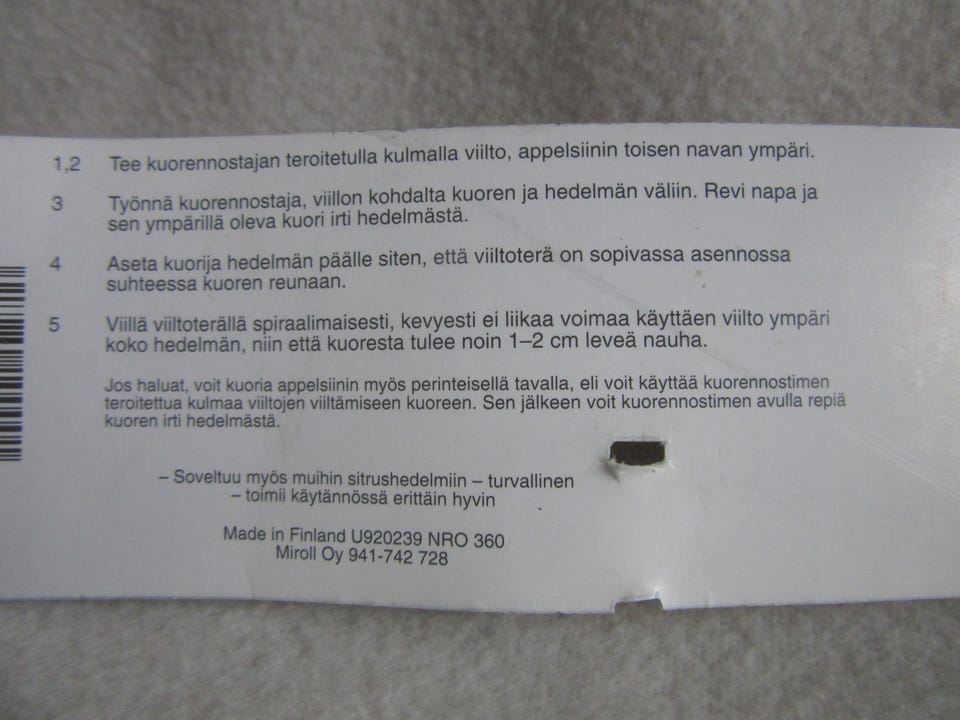 1,2 Tee kuorennostajan teroitetulla kulmalla viilto, appelsiinin toisen navan ympäri.
3 Työnnä kuorennostaja, viillon kohdalta kuoren ja hedelmän väliin. Revi napa ja
sen ympärillä oleva kuori irti hedelmästä.
4 Aseta kuorija hedelmän päälle siten, että viiltoterä on sopivassa asennossa
suhteessa kuoren reunaan.
5 Viillä viiltoterällä spiraalimaisesti, kevyesti ei liikaa voimaa käyttäen viilto ympäri
koko hedelmän, niin että kuoresta tulee noin 1–2 cm leveä nauha.
Jos haluat, voit kuoria appelsiinin myös perinteisellä tavalla, eli voit käyttää kuorennostimen
teroitettua kulmaa viiltojen viiltämiseen kuoreen. Sen jälkeen voit kuorennostimen avulla repiä
kuoren irti hedelmästä.
– Soveltuu myös muihin sitrushedelmiin – turvallinen
– toimii käytännössä erittäin hyvin
Made in Finland U920239 NRO 360
Miroll Oy 941-742 728